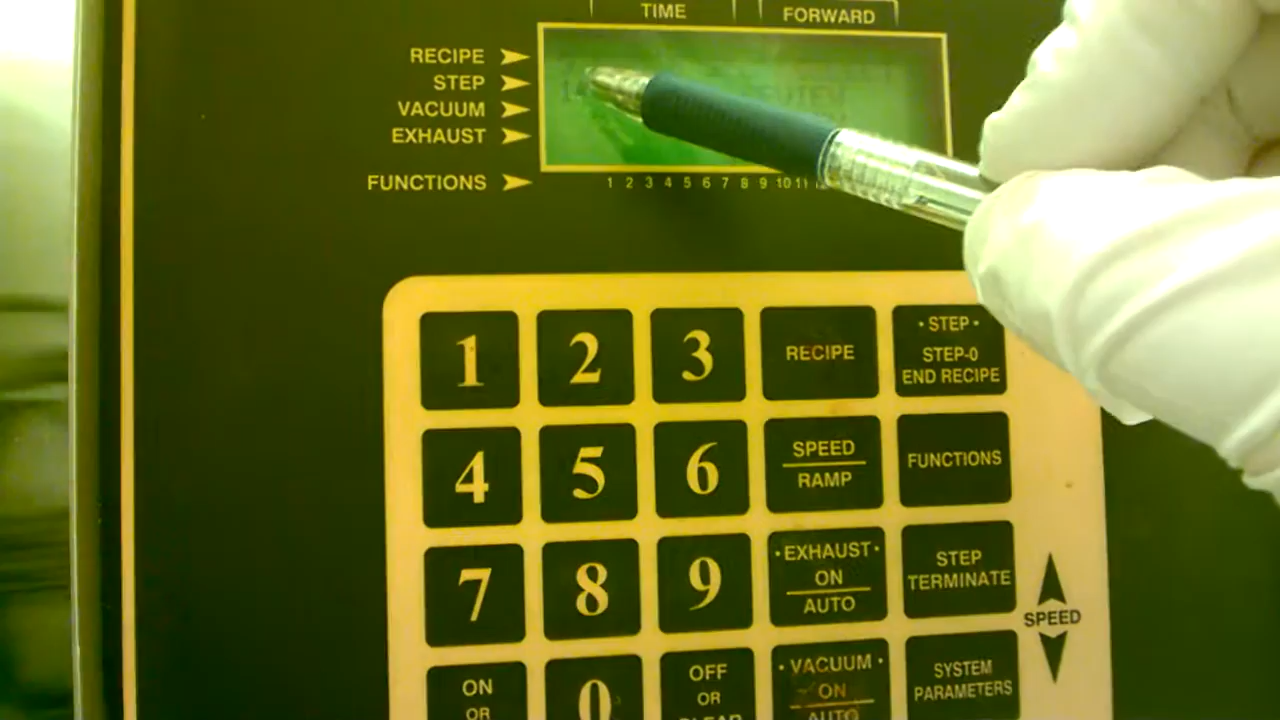 TIME FORWARD
RECIPE
STEP
VACUUM
EXHAUST
FUNCTIONS 1 2 3 4 5 6 7 8 9 10 11
1 2 3 RECIPE
• STEP •
STEP-0
END RECIPE
4 5 6 SPEED
RAMP
FUNCTIONS
7 8 9 • EXHAUST •
ON
AUTO
STEP
TERMINATE
SPEED
ON
OR
0
OFF
OR
CLEAR
• VACUUM •
ON
AUTO
SYSTEM
PARAMETERS